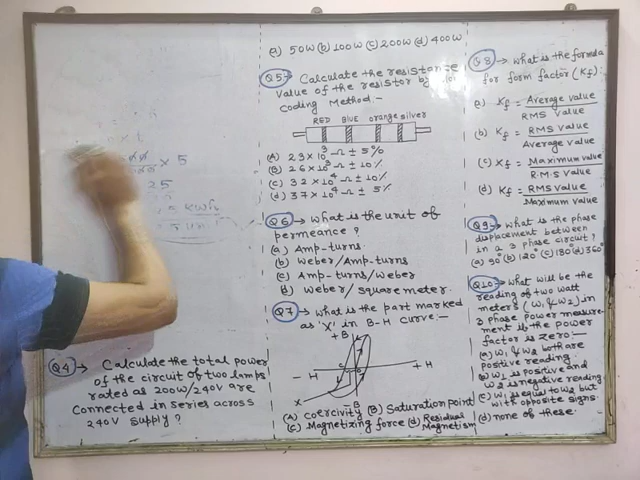 Q4 → Calculate the total power
of the circuit of two lamps
rated as 200W/240V are
Connected in series across
240V supply?
(a) 50W (b) 100W (c) 200W (d) 400W
Q5 → Calculate the resistance
value of the resistor by
coding Method:-
RED BLUE orange silver
(A) 23×10³ Ω ± 5%
(B) 26×10³ Ω ± 10%
(C) 32×10⁴ Ω ± 10%
(d) 37×10⁴ Ω ± 5%
Q6 → what is the unit of
permeance?
(a) Amp-turns.
(b) Weber/Amp-turns
(c) Amp-turns/weber
(d) Weber/square meter.
Q7 → what is the part marked
as 'X' in B-H curve:-
+B
- H + H
X -B
(A) Coercivity (B) Saturation point
(C) Magnetizing force (d) Residual
Magnetism
Q8 → what is the formula
for form factor (Kf):-
(a) Kf = Average value / RMS value
(b) Kf = RMS value / Average value
(c) Kf = Maximum value / R.M.S value
(d) Kf = RMS value / Maximum value
Q9 → what is the phase
displacement between
in a 3 phase circuit?
(a) 90° (b) 120° (c) 180° (d) 360°
Q10 → what will be the
reading of two watt
meters (W₁ & W₂) in
3 phase power measure-
ment is the power
factor is zero:-
(a) W₁ & W₂ both are
positive reading.
(b) W₁ is positive and
W₂ is negative reading
(c) W₁ is equal to W₂ but
with opposite signs.
(d) none of these.